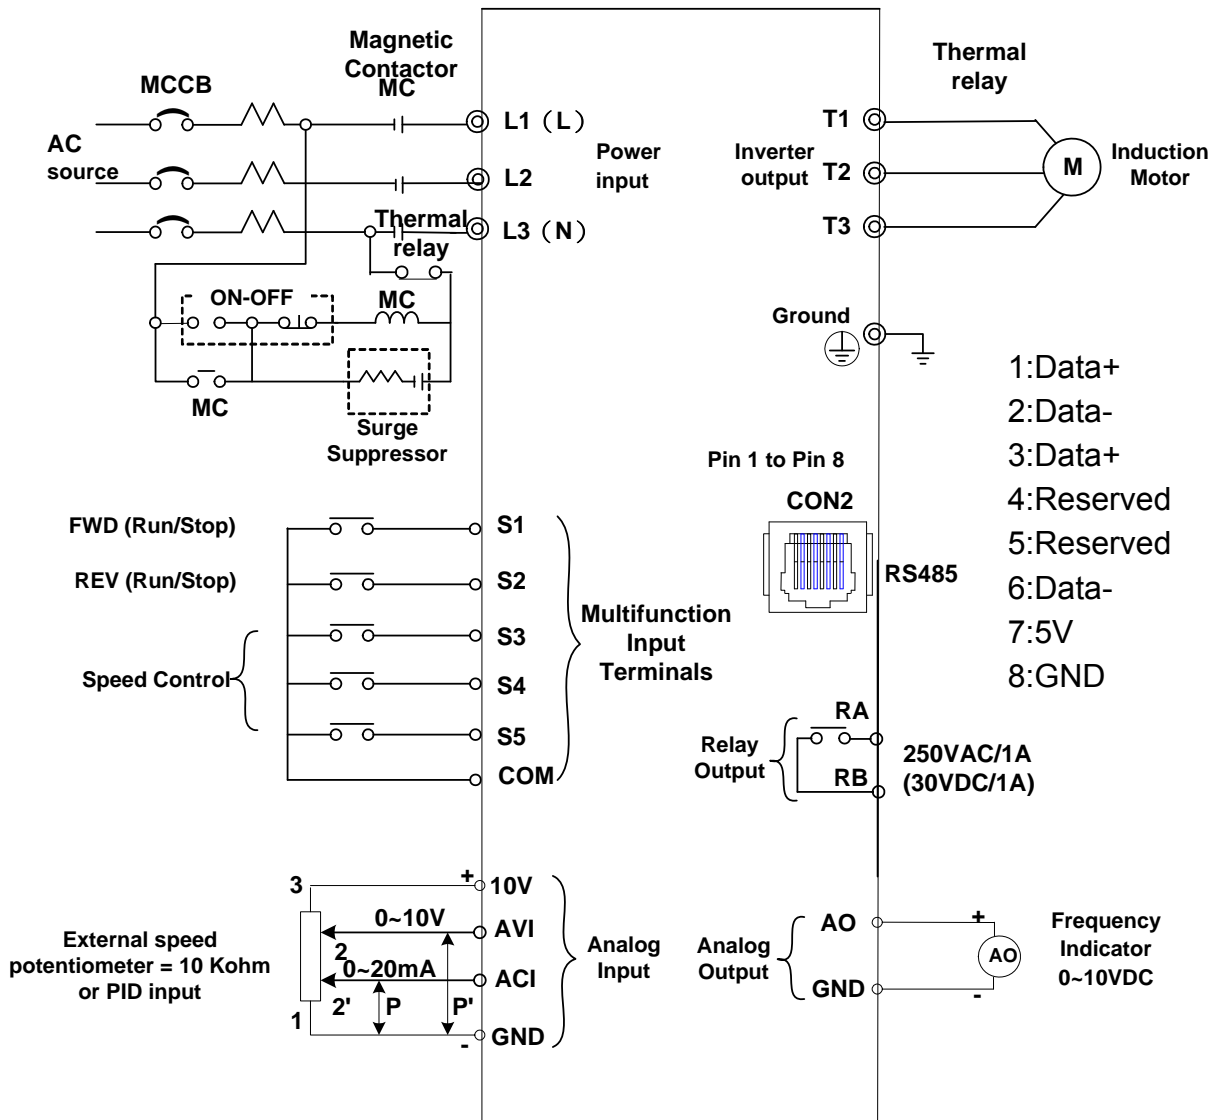 Magnetic
Contactor
MC
MCCB
AC
source
L1 (L)
L2
L3 (N)
Power
input
Thermal
relay
ON-OFF
MC
MC
Surge
Suppressor
Thermal
relay
T1
T2
T3
Inverter
output
M
Induction
Motor
Ground
1:Data+
2:Data-
3:Data+
4:Reserved
5:Reserved
6:Data-
7:5V
8:GND
Pin 1 to Pin 8
CON2
RS485
FWD (Run/Stop)
REV (Run/Stop)
Speed Control
S1
S2
S3
S4
S5
COM
Multifunction
Input
Terminals
Relay
Output
RA
RB
250VAC/1A
(30VDC/1A)
External speed
potentiometer = 10 Kohm
or PID input
3
2
2'
1
0~10V
0~20mA
P
P'
+
-
10V
AVI
ACI
GND
Analog
Input
Analog
Output
AO
GND
+
AO
-
Frequency
Indicator
0~10VDC